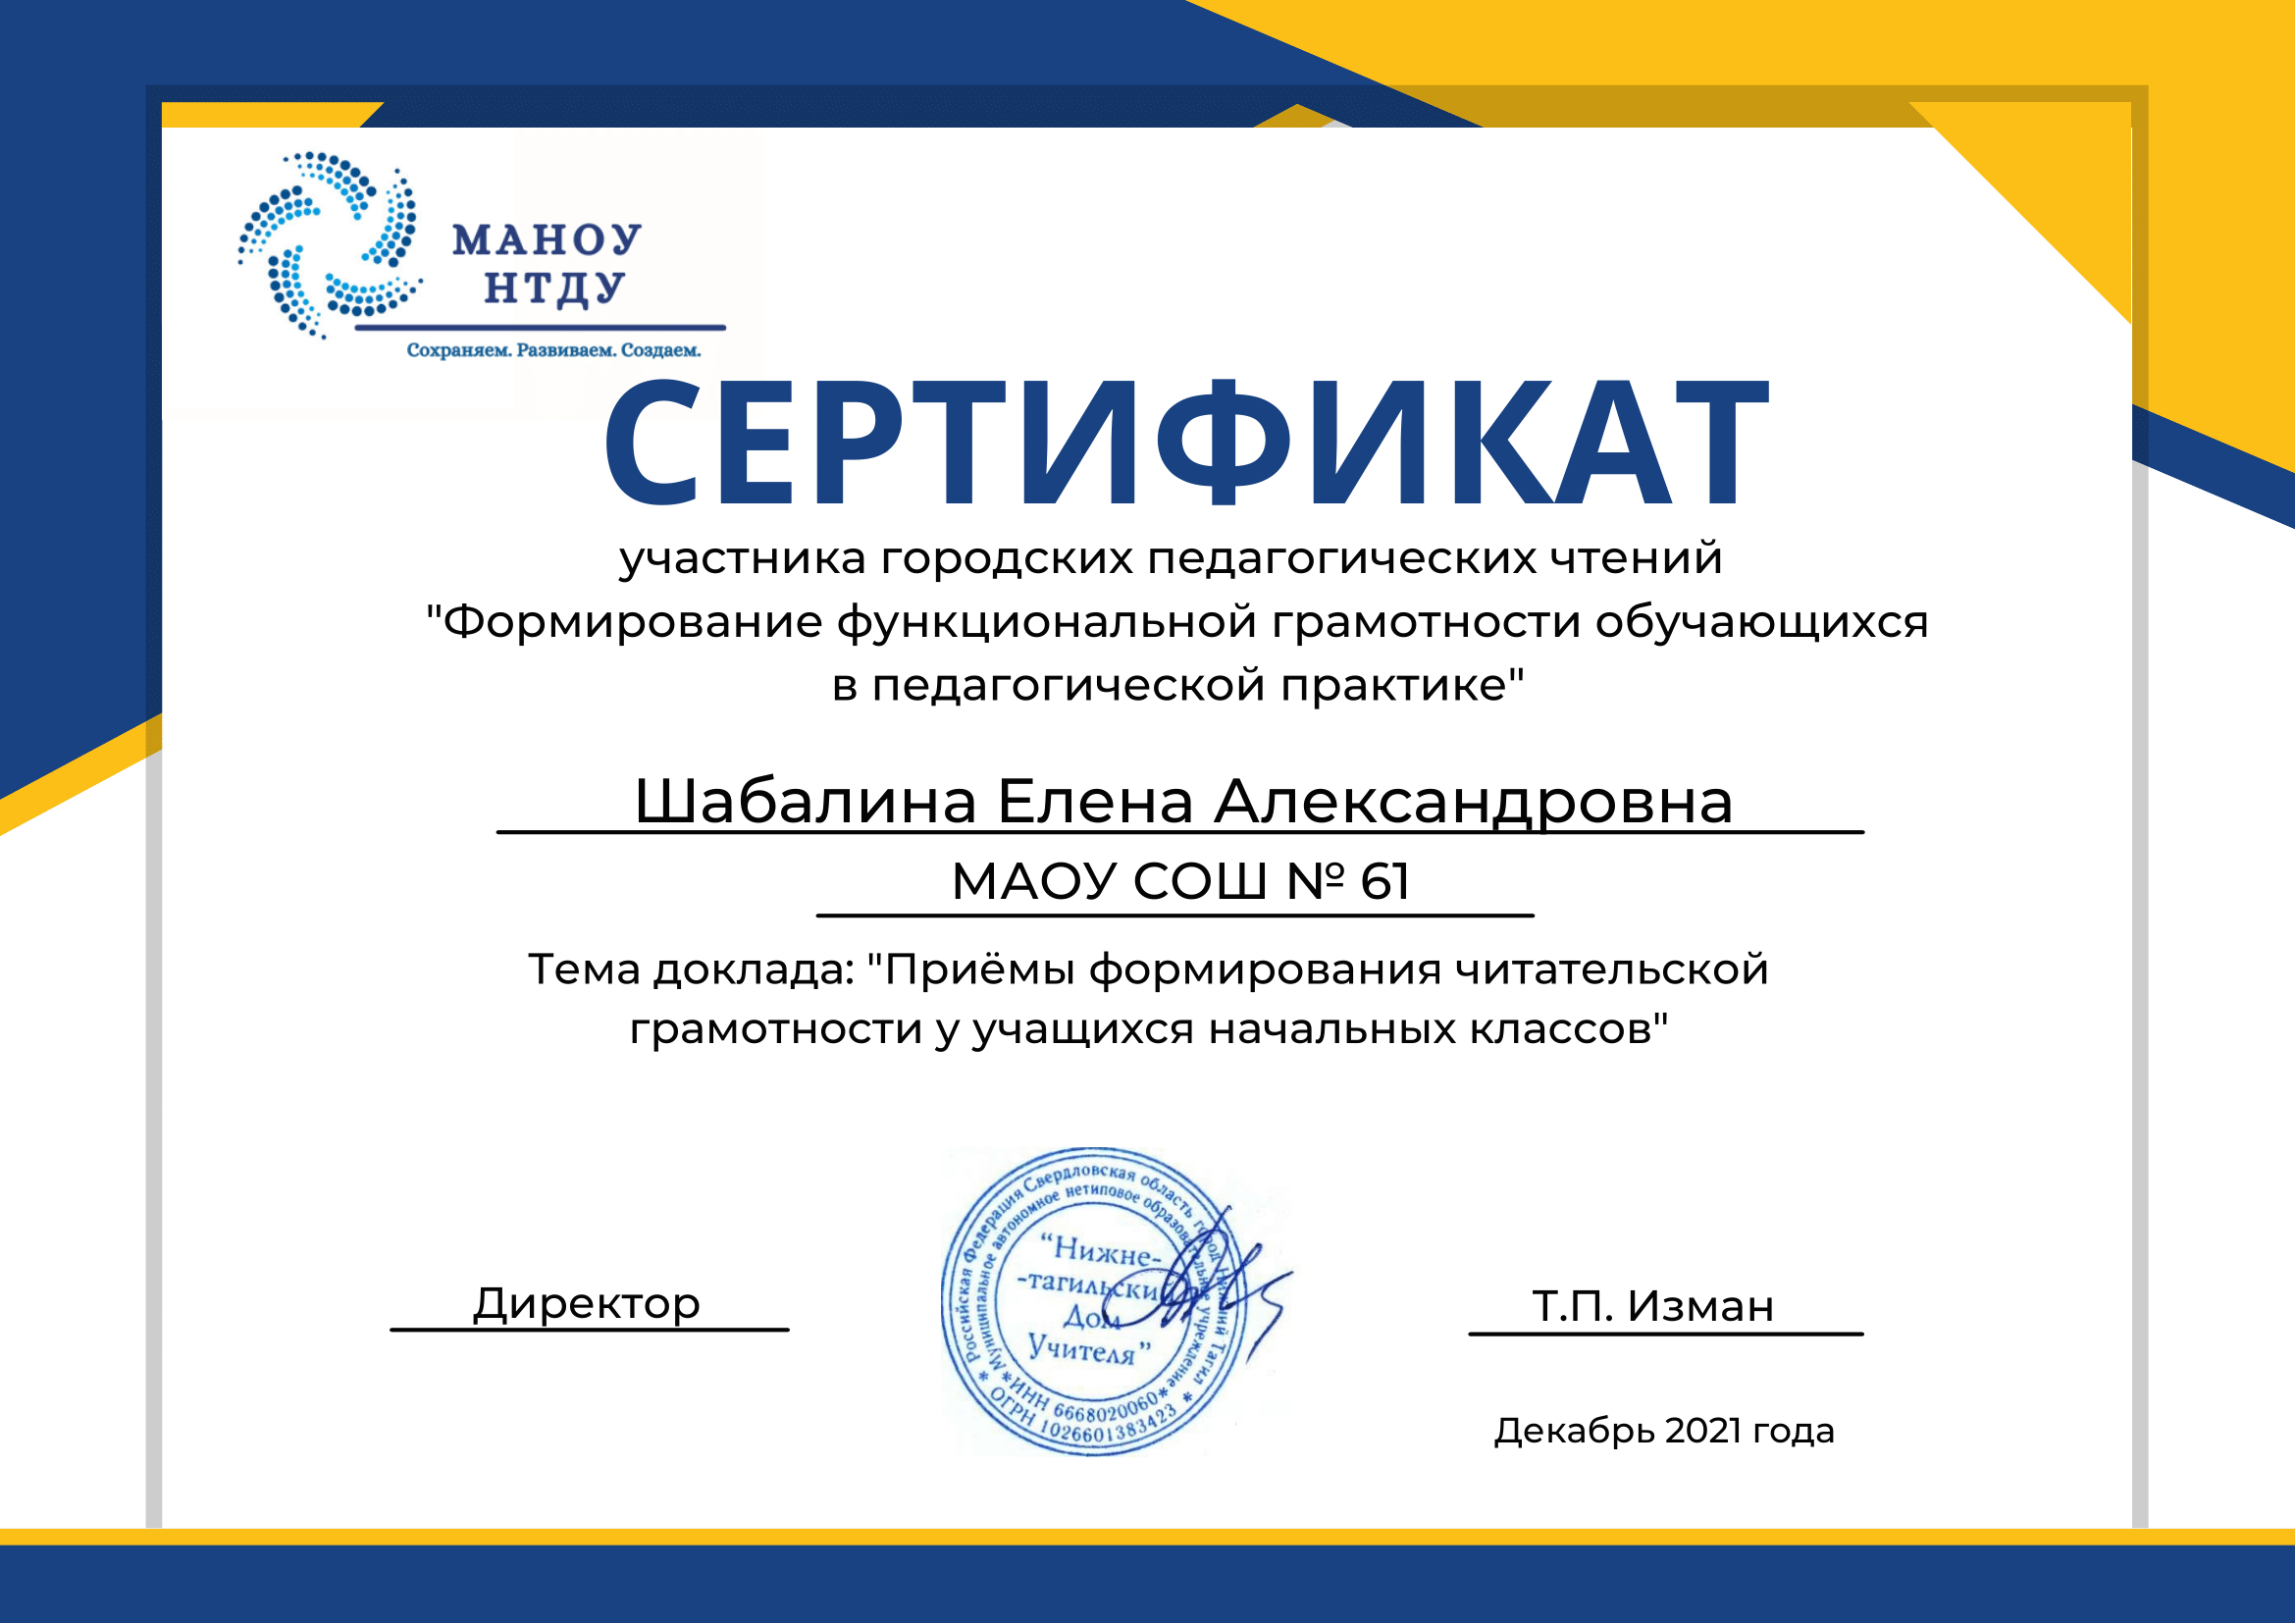 МАНОУ
НТДУ
Сохраняем. Развиваем. Создаем.
СЕРТИФИКАТ
участника городских педагогических чтений
"Формирование функциональной грамотности обучающихся
в педагогической практике"
Шабалина Елена Александровна
МАОУ СОШ № 61
Тема доклада: "Приёмы формирования читательской
грамотности у учащихся начальных классов"
* Российская Федерация Свердловская область город Нижний Тагил *
Муниципальное автономное нетиповое образовательное учреждение
"Нижне-
-тагильский
Дом
Учителя"
*ИНН 6668020060*
ОГРН 1026601383423
Директор
Т.П. Изман
Декабрь 2021 года